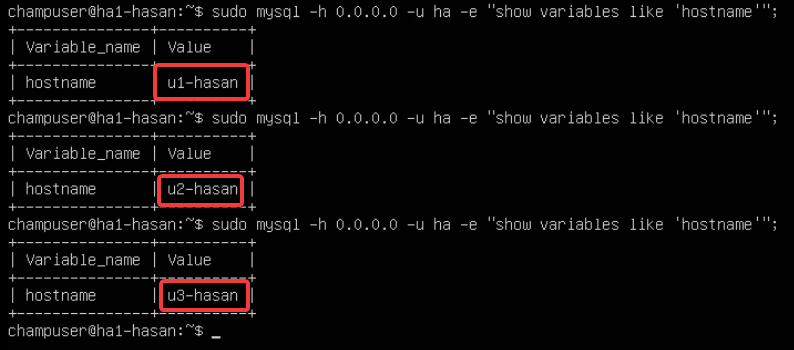 champuser@ha1-hasan:~$ sudo mysql -h 0.0.0.0 -u ha -e "show variables like 'hostname'";
+---------------+----------+
| Variable_name | Value    |
+---------------+----------+
| hostname      | u1-hasan |
+---------------+----------+
champuser@ha1-hasan:~$ sudo mysql -h 0.0.0.0 -u ha -e "show variables like 'hostname'";
+---------------+----------+
| Variable_name | Value    |
+---------------+----------+
| hostname      | u2-hasan |
+---------------+----------+
champuser@ha1-hasan:~$ sudo mysql -h 0.0.0.0 -u ha -e "show variables like 'hostname'";
+---------------+----------+
| Variable_name | Value    |
+---------------+----------+
| hostname      | u3-hasan |
+---------------+----------+
champuser@ha1-hasan:~$ _